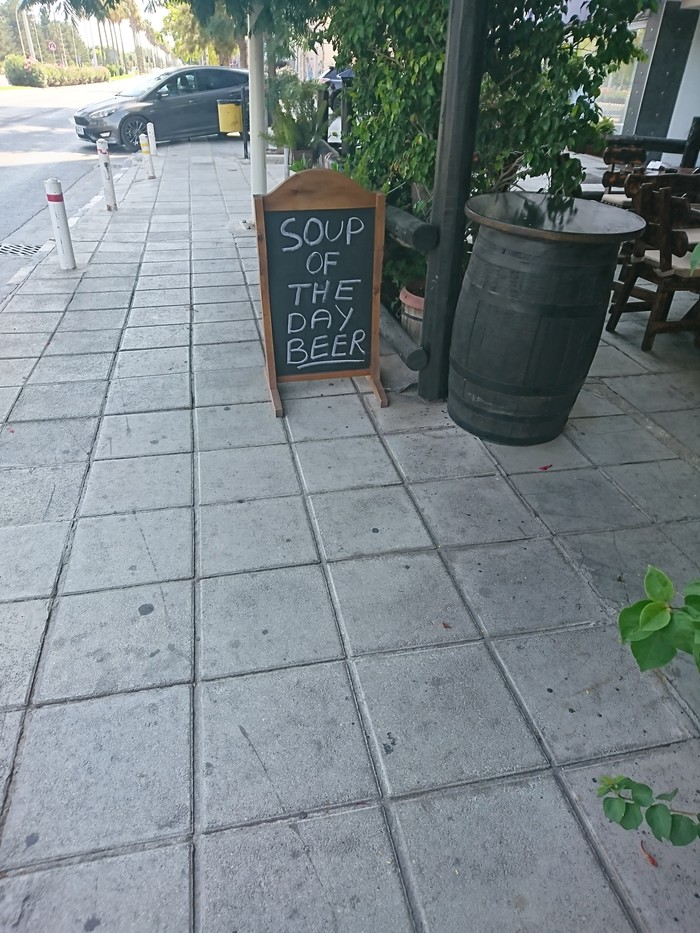 SOUP
OF
THE
DAY
BEER